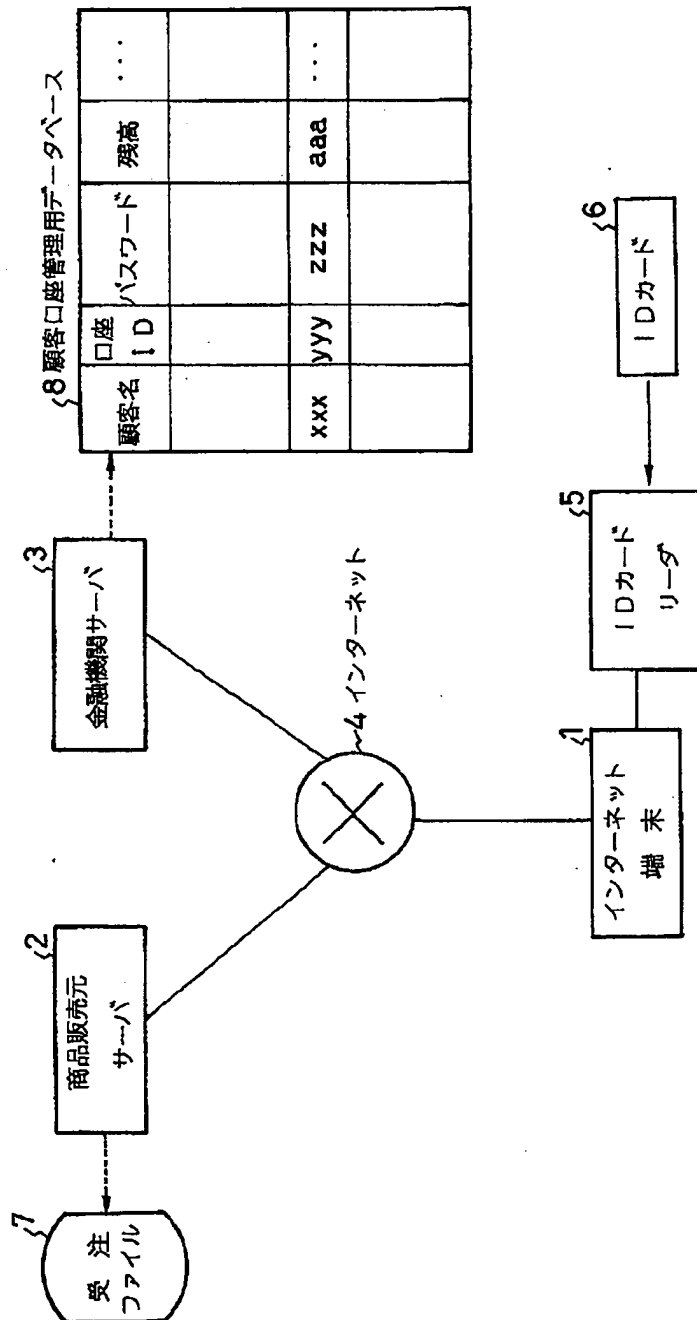 7
受注
ファイル
2
商品販売元
サーバ
3
金融機関サーバ
8 顧客口座管理用データベース
顧客名 口座ID パスワード 残高 ...
xxx yyy zzz aaa ...
4 インターネット
1
インターネット
端末
5
IDカード
リーダ
6
IDカード